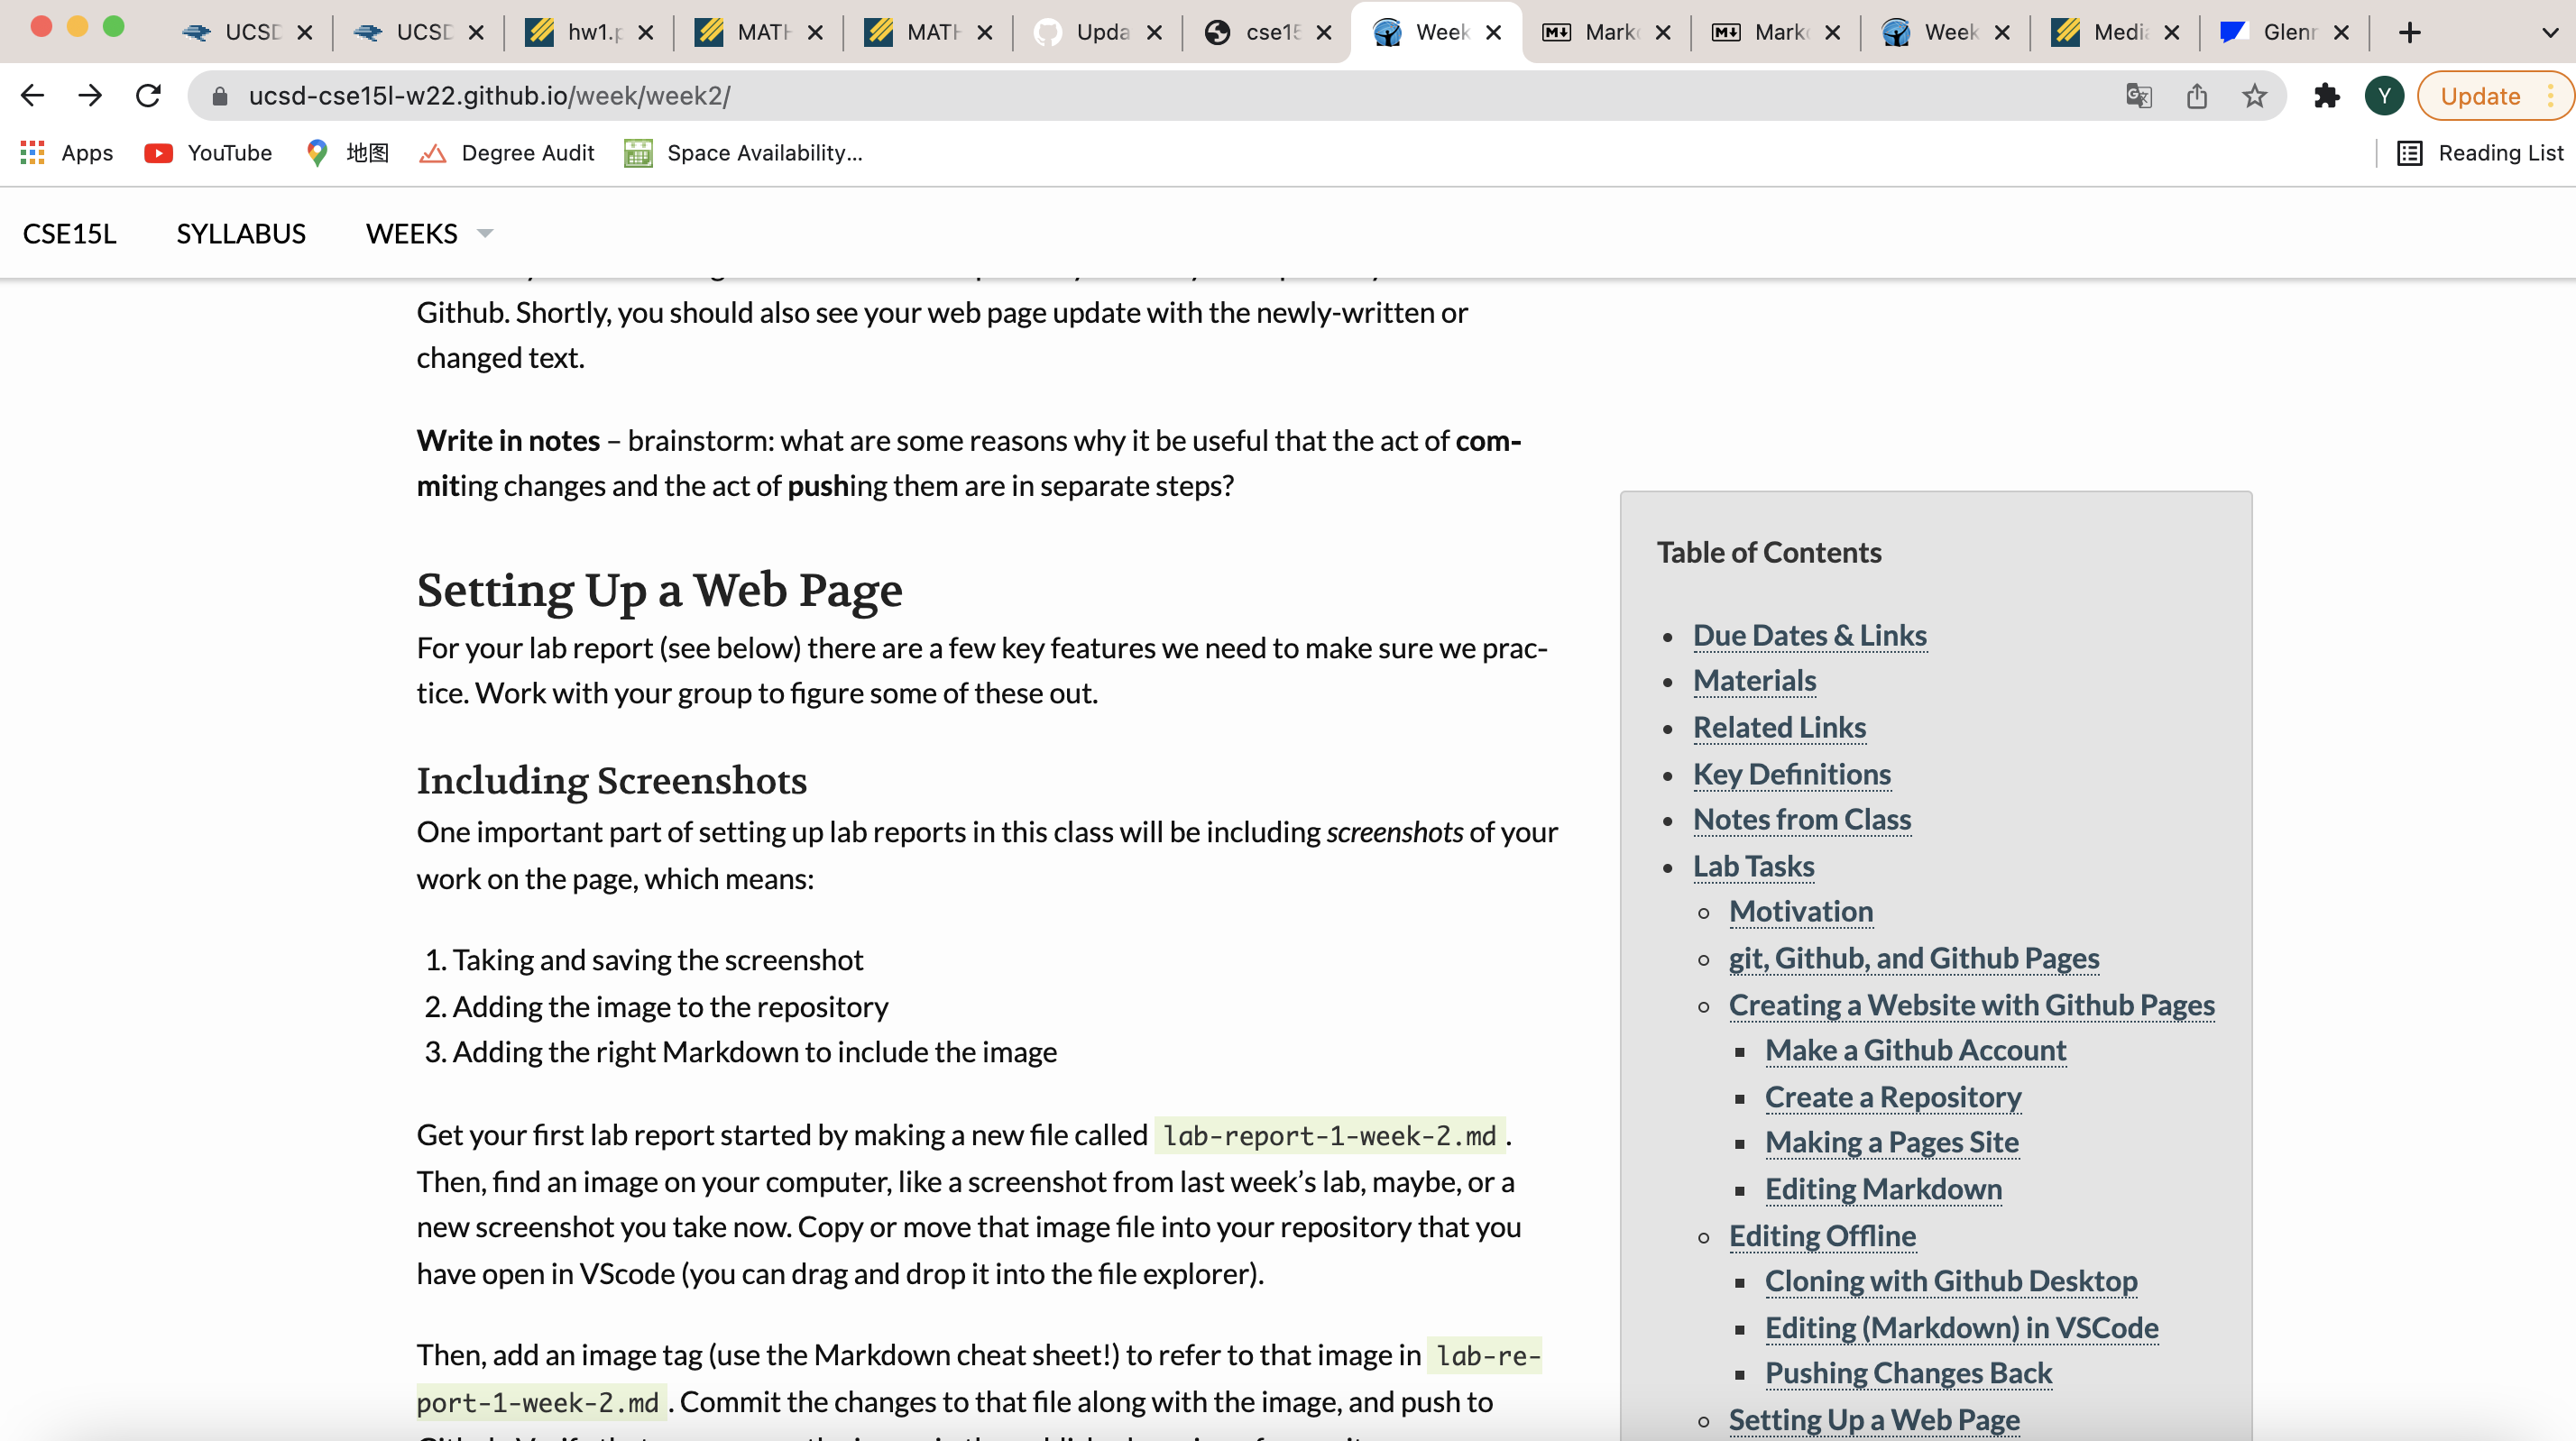 UCSD
UCSD
hw1.p
MATH
MATH
Upda
cse15
Week
Mark
Mark
Week
Media
Glenn
ucsd-cse15l-w22.github.io/week/week2/
Y
Update
Apps
YouTube
地图
Degree Audit
Space Availability...
Reading List
CSE15L
SYLLABUS
WEEKS
Github. Shortly, you should also see your web page update with the newly-written or
changed text.
Write in notes – brainstorm: what are some reasons why it be useful that the act of com-
miting changes and the act of pushing them are in separate steps?
Setting Up a Web Page
For your lab report (see below) there are a few key features we need to make sure we prac-
tice. Work with your group to figure some of these out.
Including Screenshots
One important part of setting up lab reports in this class will be including screenshots of your
work on the page, which means:
1. Taking and saving the screenshot
2. Adding the image to the repository
3. Adding the right Markdown to include the image
Get your first lab report started by making a new file called lab-report-1-week-2.md .
Then, find an image on your computer, like a screenshot from last week’s lab, maybe, or a
new screenshot you take now. Copy or move that image file into your repository that you
have open in VScode (you can drag and drop it into the file explorer).
Then, add an image tag (use the Markdown cheat sheet!) to refer to that image in lab-re-
port-1-week-2.md . Commit the changes to that file along with the image, and push to
Table of Contents
Due Dates & Links
Materials
Related Links
Key Definitions
Notes from Class
Lab Tasks
Motivation
git, Github, and Github Pages
Creating a Website with Github Pages
Make a Github Account
Create a Repository
Making a Pages Site
Editing Markdown
Editing Offline
Cloning with Github Desktop
Editing (Markdown) in VSCode
Pushing Changes Back
Setting Up a Web Page